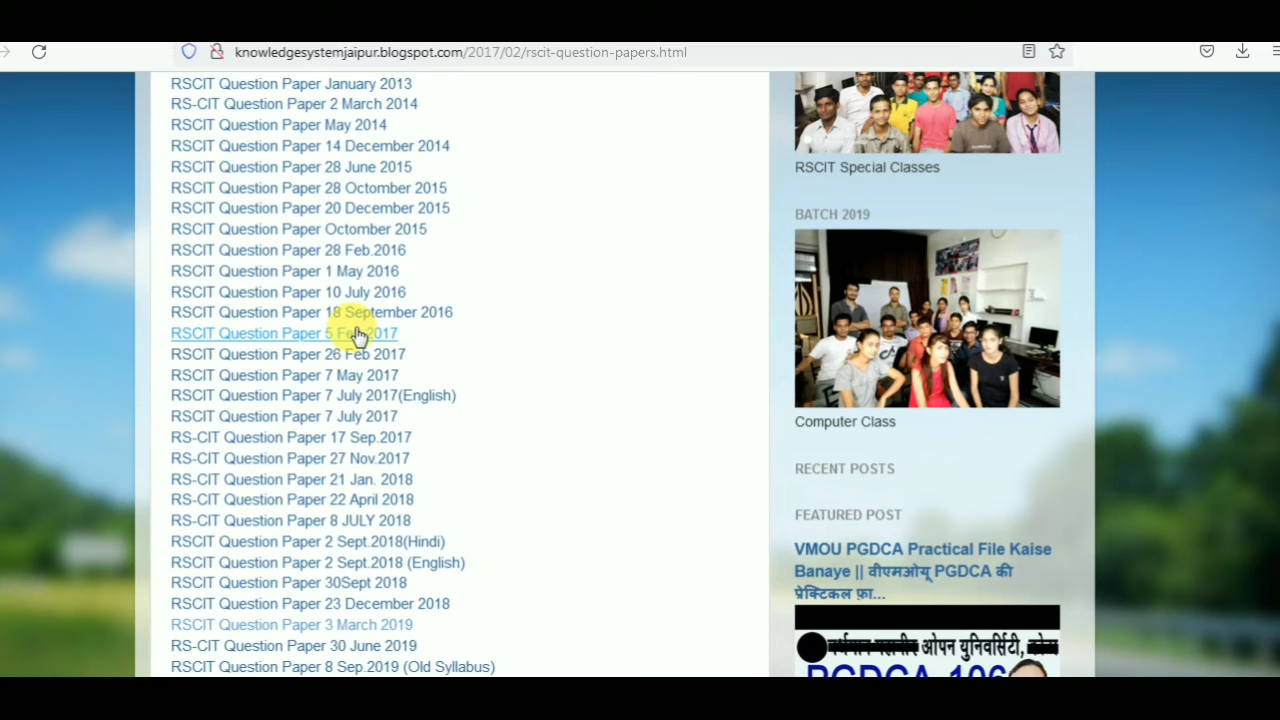 knowledgesystemjaipur.blogspot.com/2017/02/rscit-question-papers.html
RSCIT Question Paper January 2013
RS-CIT Question Paper 2 March 2014
RSCIT Question Paper May 2014
RSCIT Question Paper 14 December 2014
RSCIT Question Paper 28 June 2015
RSCIT Question Paper 28 Octomber 2015
RSCIT Question Paper 20 December 2015
RSCIT Question Paper Octomber 2015
RSCIT Question Paper 28 Feb.2016
RSCIT Question Paper 1 May 2016
RSCIT Question Paper 10 July 2016
RSCIT Question Paper 18 September 2016
RSCIT Question Paper 5 Feb 2017
RSCIT Question Paper 26 Feb 2017
RSCIT Question Paper 7 May 2017
RSCIT Question Paper 7 July 2017(English)
RSCIT Question Paper 7 July 2017
RS-CIT Question Paper 17 Sep.2017
RS-CIT Question Paper 27 Nov.2017
RS-CIT Question Paper 21 Jan. 2018
RS-CIT Question Paper 22 April 2018
RS-CIT Question Paper 8 JULY 2018
RSCIT Question Paper 2 Sept.2018(Hindi)
RSCIT Question Paper 2 Sept.2018 (English)
RSCIT Question Paper 30Sept 2018
RSCIT Question Paper 23 December 2018
RSCIT Question Paper 3 March 2019
RS-CIT Question Paper 30 June 2019
RSCIT Question Paper 8 Sep.2019 (Old Syllabus)
RSCIT Special Classes
BATCH 2019
Computer Class
RECENT POSTS
FEATURED POST
VMOU PGDCA Practical File Kaise
Banaye || वीएमओयू PGDCA की
प्रेक्टिकल फ़ा...
ओपन युनिवर्सिटी,
PGDCA 106